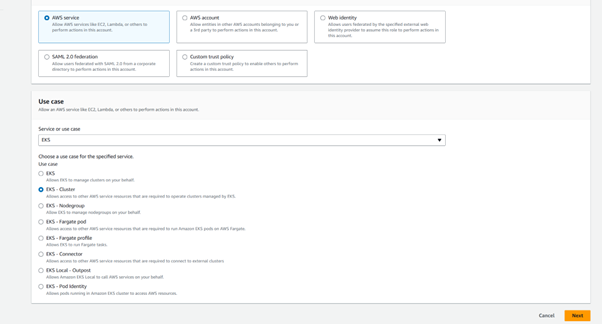 AWS service
Allow AWS services like EC2, Lambda, or others to
perform actions in this account.
AWS account
Allow entities in other AWS accounts belonging to you or
a 3rd party to perform actions in this account.
Web identity
Allows users federated by the specified external web
identity provider to assume this role to perform actions in
this account.
SAML 2.0 federation
Allow users federated with SAML 2.0 from a corporate
directory to perform actions in this account.
Custom trust policy
Create a custom trust policy to enable others to perform
actions in this account.
Use case
Allow an AWS service like EC2, Lambda, or others to perform actions in this account.
Service or use case
EKS
Choose a use case for the specified service.
Use case
EKS
Allows EKS to manage clusters on your behalf.
EKS - Cluster
Allows access to other AWS service resources that are required to operate clusters managed by EKS.
EKS - Nodegroup
Allow EKS to manage nodegroups on your behalf.
EKS - Fargate pod
Allows access to other AWS service resources that are required to run Amazon EKS pods on AWS Fargate.
EKS - Fargate profile
Allows EKS to run Fargate tasks.
EKS - Connector
Allows access to other AWS service resources that are required to connect to external clusters
EKS Local - Outpost
Allows Amazon EKS Local to call AWS services on your behalf.
EKS - Pod Identity
Allows pods running in Amazon EKS cluster to access AWS resources.
Cancel
Next